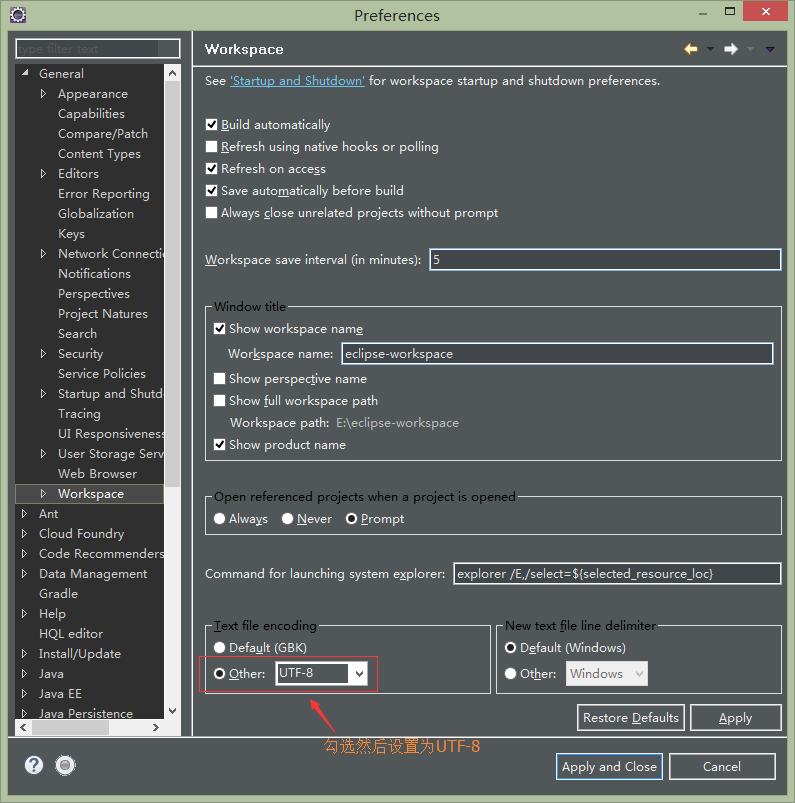 Preferences
type filter text
General
Appearance
Capabilities
Compare/Patch
Content Types
Editors
Error Reporting
Globalization
Keys
Network Connectio
Notifications
Perspectives
Project Natures
Search
Security
Service Policies
Startup and Shutdo
Tracing
UI Responsiveness
User Storage Serv
Web Browser
Workspace
Ant
Cloud Foundry
Code Recommenders
Data Management
Gradle
Help
HQL editor
Install/Update
Java
Java EE
Java Persistence
Workspace
See 'Startup and Shutdown' for workspace startup and shutdown preferences.
Build automatically
Refresh using native hooks or polling
Refresh on access
Save automatically before build
Always close unrelated projects without prompt
Workspace save interval (in minutes): 5
Window title
Show workspace name
Workspace name: eclipse-workspace
Show perspective name
Show full workspace path
Workspace path: E:\eclipse-workspace
Show product name
Open referenced projects when a project is opened
Always Never Prompt
Command for launching system explorer: explorer /E,/select=${selected_resource_loc}
Text file encoding
Default (GBK)
Other: UTF-8
New text file line delimiter
Default (Windows)
Other: Windows
勾选然后设置为UTF-8
Restore Defaults Apply
Apply and Close Cancel